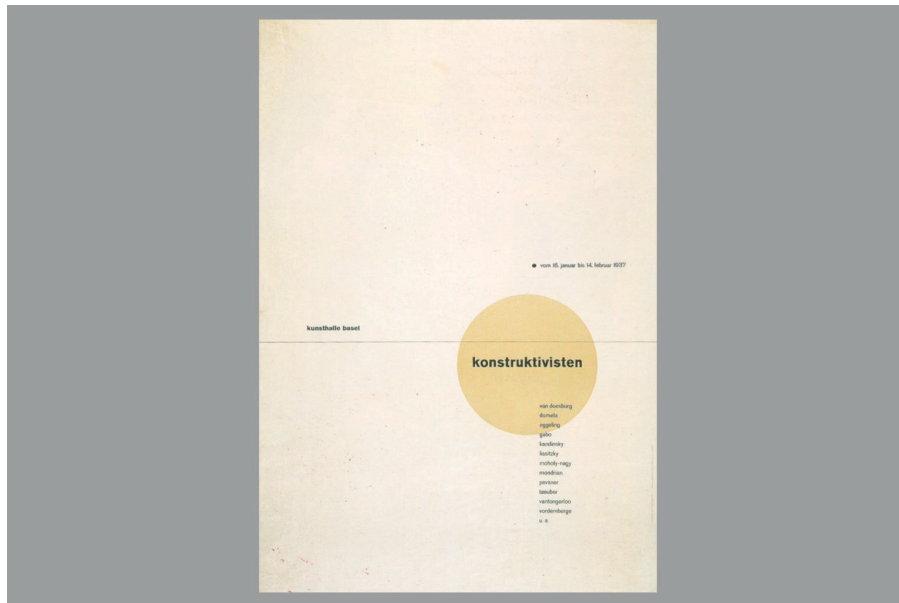 vom 16. januar bis 14. februar 1937
kunsthalle basel
konstruktivisten
van doesburg
domela
eggeling
gabo
kandinsky
lissitzky
moholy-nagy
mondrian
pevsner
taeuber
vantongerloo
vordemberge
u. a.